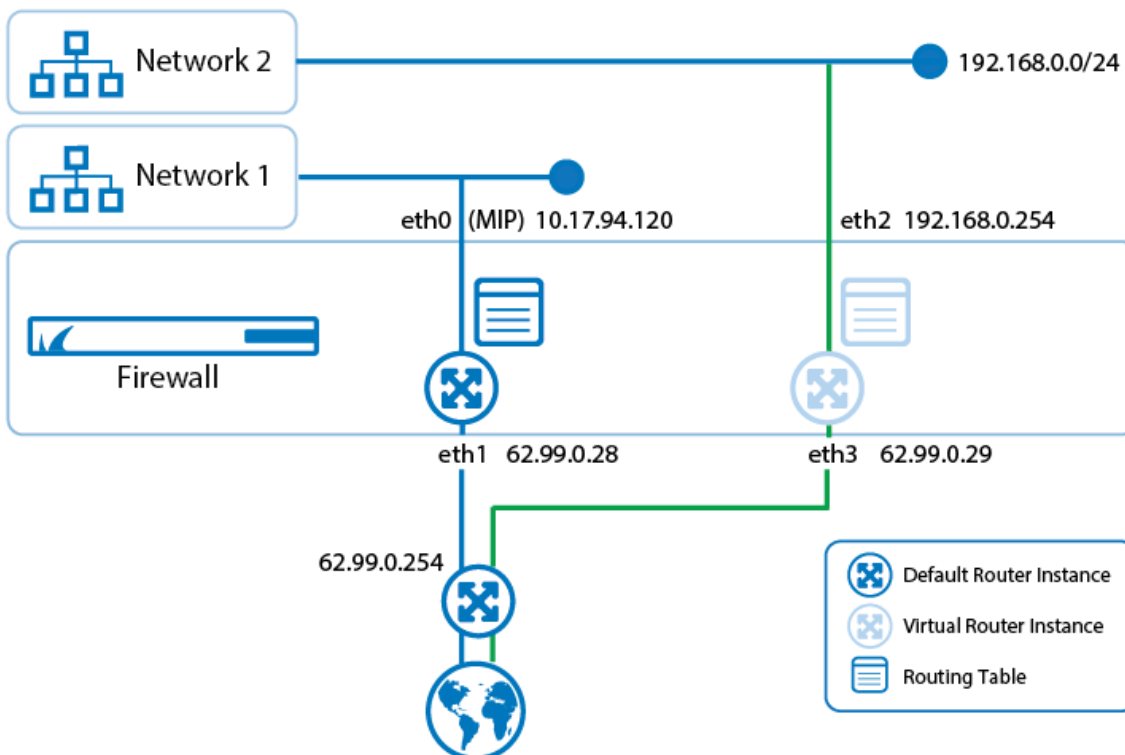 Network 2
192.168.0.0/24
Network 1
eth0 (MIP) 10.17.94.120
eth2 192.168.0.254
Firewall
eth1 62.99.0.28
eth3 62.99.0.29
62.99.0.254
Default Router Instance
Virtual Router Instance
Routing Table